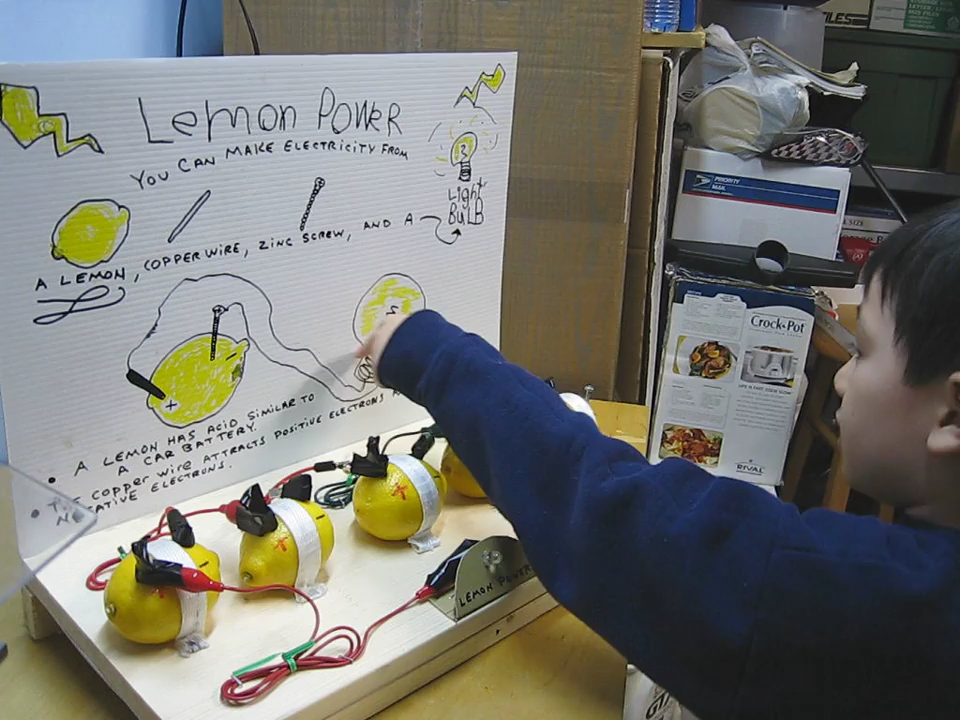 Lemon Power
You can make electricity from
Light
Bulb
A lemon, copper wire, zinc screw, and a
+
A lemon has acid similar to
a car battery.
copper wire attracts positive electrons
negative electrons.
LEMON POWER
PRIORITY
MAIL
Crock-Pot
RIVAL
FILES